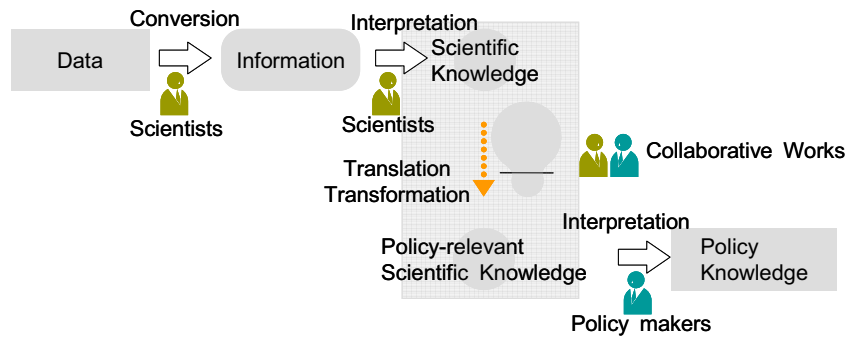 Conversion
Interpretation
Data
Information
Scientific
Knowledge
Scientists
Scientists
Collaborative Works
Translation
Transformation
Interpretation
Policy-relevant
Scientific Knowledge
Policy
Knowledge
Policy makers